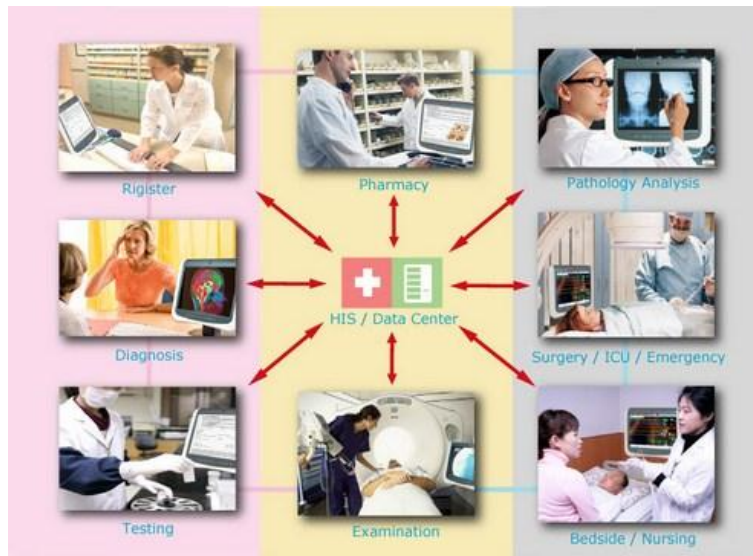 Rigister
Pharmacy
Pathology Analysis
HIS / Data Center
Diagnosis
Surgery / ICU / Emergency
Testing
Examination
Bedside / Nursing